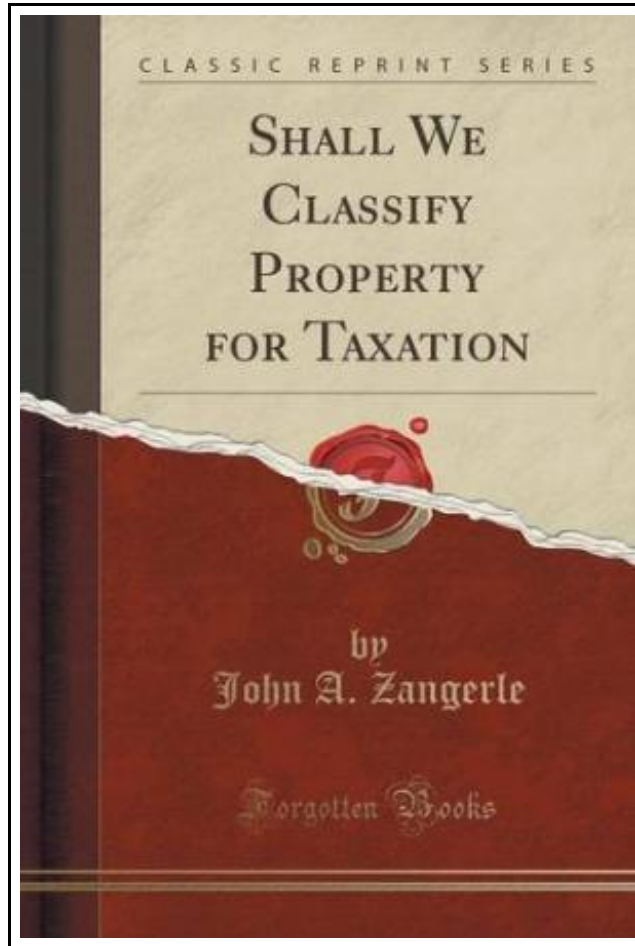 CLASSIC REPRINT SERIES
SHALL WE
CLASSIFY
PROPERTY
FOR TAXATION
F
by
John A. Zangerle
Forgotten Books